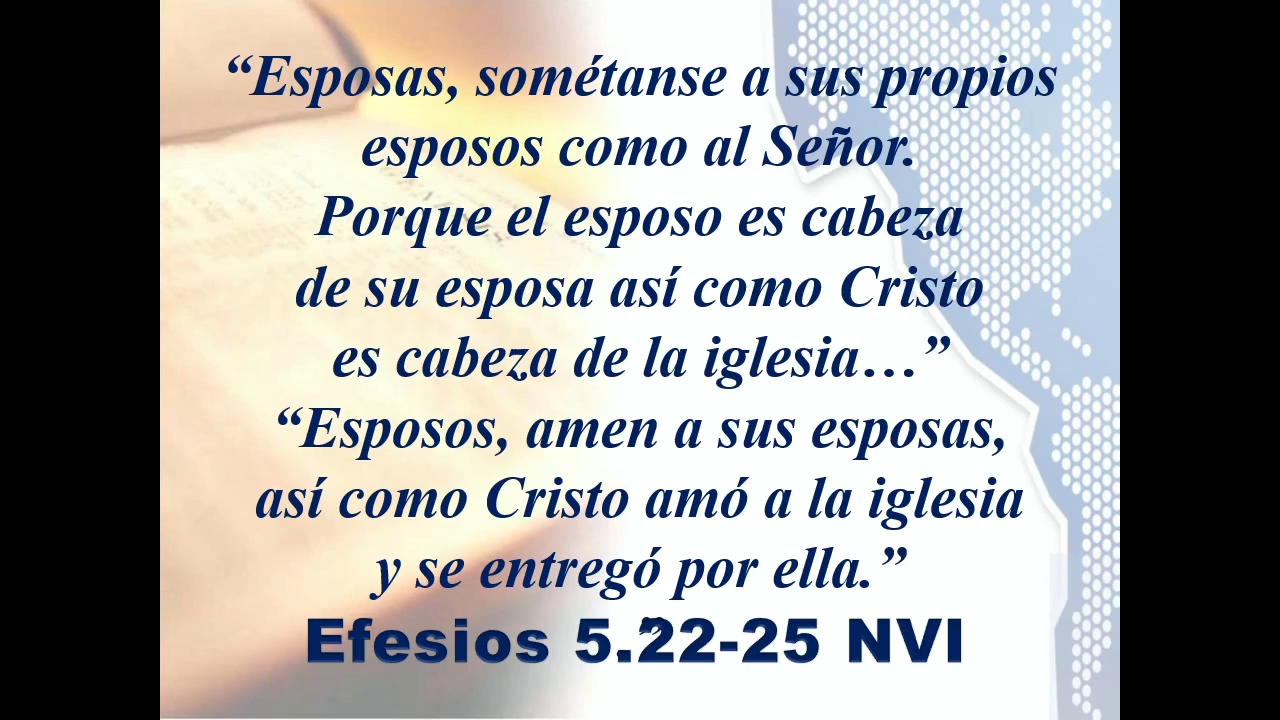 “Esposas, sométanse a sus propios
esposos como al Señor.
Porque el esposo es cabeza
de su esposa así como Cristo
es cabeza de la iglesia…”
“Esposos, amen a sus esposas,
así como Cristo amó a la iglesia
y se entregó por ella.”
Efesios 5.22-25 NVI